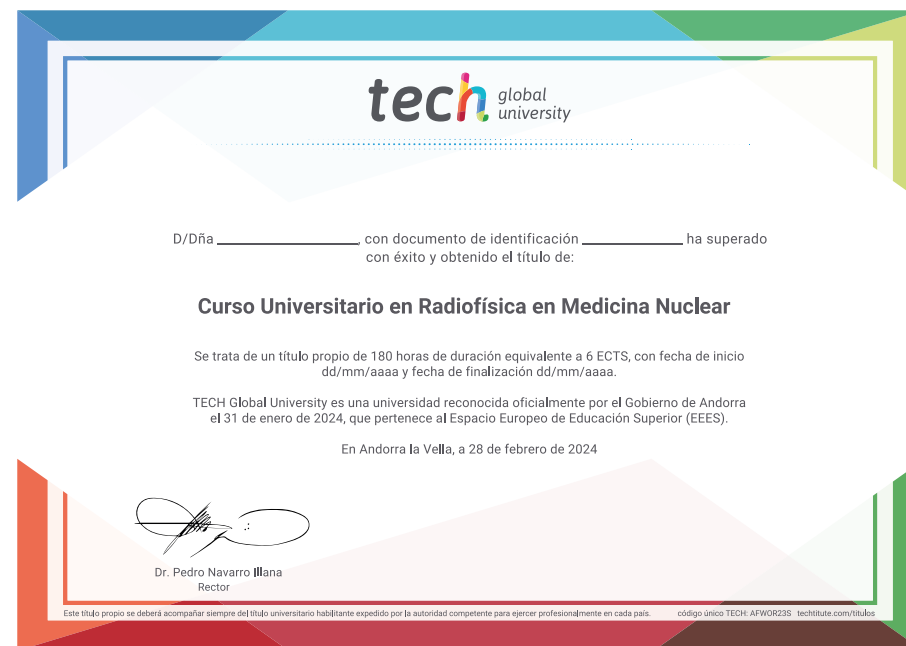 tech global university
D/Dña ____________________, con documento de identificación ______________ ha superado
con éxito y obtenido el título de:
Curso Universitario en Radiofísica en Medicina Nuclear
Se trata de un título propio de 180 horas de duración equivalente a 6 ECTS, con fecha de inicio
dd/mm/aaaa y fecha de finalización dd/mm/aaaa.
TECH Global University es una universidad reconocida oficialmente por el Gobierno de Andorra
el 31 de enero de 2024, que pertenece al Espacio Europeo de Educación Superior (EEES).
En Andorra la Vella, a 28 de febrero de 2024
Dr. Pedro Navarro Illana
Rector
Este título propio se deberá acompañar siempre del título universitario habilitante expedido por la autoridad competente para ejercer profesionalmente en cada país. código único TECH: AFWOR23S techtitute.com/titulos